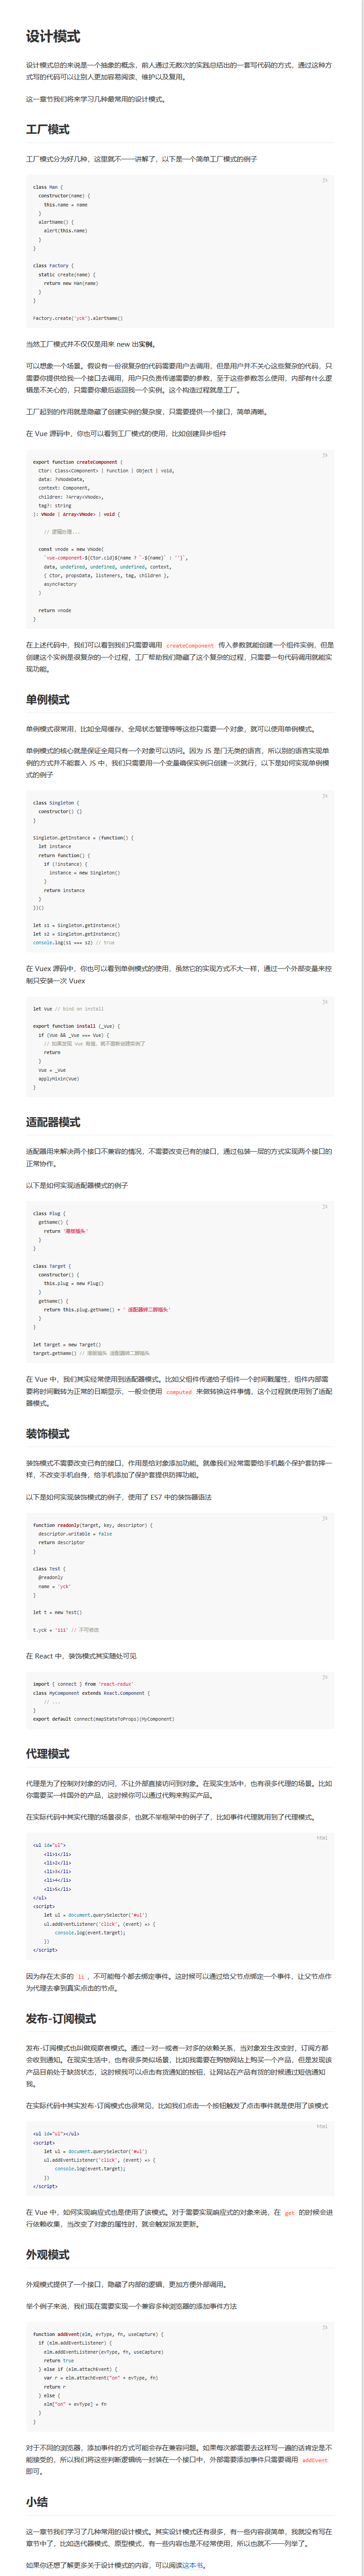 设计模式
设计模式总的来说是一个抽象的概念，前人通过无数次的实践总结出的一套写代码的方式，通过这种方
式写的代码可以让别人更加容易阅读、维护以及复用。
这一章节我们将来学习几种最常用的设计模式。
工厂模式
工厂模式分为好几种，这里就不一一讲解了，以下是一个简单工厂模式的例子
js
class Man {
constructor(name) {
this.name = name
}
alertName() {
alert(this.name)
}
}
class Factory {
static create(name) {
return new Man(name)
}
}
Factory.create('yck').alertName()
当然工厂模式并不仅仅是用来 new 出实例。
可以想象一个场景。假设有一份很复杂的代码需要用户去调用，但是用户并不关心这些复杂的代码，只
需要你提供给我一个接口去调用，用户只负责传递需要的参数，至于这些参数怎么使用，内部有什么逻
辑是不关心的，只需要你最后返回我一个实例。这个构造过程就是工厂。
工厂起到的作用就是隐藏了创建实例的复杂度，只需要提供一个接口，简单清晰。
在 Vue 源码中，你也可以看到工厂模式的使用，比如创建异步组件
js
export function createComponent (
Ctor: Class<Component> | Function | Object | void,
data: ?VNodeData,
context: Component,
children: ?Array<VNode>,
tag?: string
): VNode | Array<VNode> | void {
// 逻辑处理...
const vnode = new VNode(
`vue-component-${Ctor.cid}${name ? `-${name}` : ''}`,
data, undefined, undefined, undefined, context,
{ Ctor, propsData, listeners, tag, children },
asyncFactory
)
return vnode
}
在上述代码中，我们可以看到我们只需要调用 createComponent 传入参数就能创建一个组件实例，但是
创建这个实例是很复杂的一个过程，工厂帮助我们隐藏了这个复杂的过程，只需要一句代码调用就能实
现功能。
单例模式
单例模式很常用，比如全局缓存，全局状态管理等等这些只需要一个对象，就可以使用单例模式。
单例模式的核心就是保证全局只有一个对象可以访问。因为 JS 是门无类的语言，所以别的语言实现单
例的方式并不能套入 JS 中，我们只需要用一个变量确保实例只创建一次就行，以下是如何实现单例模
式的例子
js
class Singleton {
constructor() {}
}
Singleton.getInstance = (function() {
let instance
return function() {
if (!instance) {
instance = new Singleton()
}
return instance
}
})()
let s1 = Singleton.getInstance()
let s2 = Singleton.getInstance()
console.log(s1 === s2) // true
在 Vuex 源码中，你也可以看到单例模式的使用，虽然它的实现方式不大一样，通过一个外部变量来控
制只安装一次 Vuex
js
let Vue // bind on install
export function install (_Vue) {
if (Vue && _Vue === Vue) {
// 如果发现 Vue 有值，就不重新创建实例了
return
}
Vue = _Vue
applyMixin(Vue)
}
适配器模式
适配器用来解决两个接口不兼容的情况，不需要改变已有的接口，通过包装一层的方式实现两个接口的
正常协作。
以下是如何实现适配器模式的例子
js
class Plug {
getName() {
return '港版插头'
}
}
class Target {
constructor() {
this.plug = new Plug()
}
getName() {
return this.plug.getName() + ' 适配器转二脚插头'
}
}
let target = new Target()
target.getName() // 港版插头 适配器转二脚插头
在 Vue 中，我们其实经常使用到适配器模式。比如父组件传递给子组件一个时间戳属性，组件内部需
要将时间戳转为正常的日期显示，一般会使用 computed 来做转换这件事情，这个过程就使用到了适配
器模式。
装饰模式
装饰模式不需要改变已有的接口，作用是给对象添加功能。就像我们经常需要给手机戴个保护套防摔一
样，不改变手机自身，给手机添加了保护套提供防摔功能。
以下是如何实现装饰模式的例子，使用了 ES7 中的装饰器语法
js
function readonly(target, key, descriptor) {
descriptor.writable = false
return descriptor
}
class Test {
@readonly
name = 'yck'
}
let t = new Test()
t.yck = '111' // 不可修改
在 React 中，装饰模式其实随处可见
js
import { connect } from 'react-redux'
class MyComponent extends React.Component {
// ...
}
export default connect(mapStateToProps)(MyComponent)
代理模式
代理是为了控制对对象的访问，不让外部直接访问到对象。在现实生活中，也有很多代理的场景。比如
你需要买一件国外的产品，这时候你可以通过代购来购买产品。
在实际代码中其实代理的场景很多，也就不举框架中的例子了，比如事件代理就用到了代理模式。
html
<ul id="ul">
<li>1</li>
<li>2</li>
<li>3</li>
<li>4</li>
<li>5</li>
</ul>
<script>
let ul = document.querySelector('#ul')
ul.addEventListener('click', (event) => {
console.log(event.target);
})
</script>
因为存在太多的 li，不可能每个都去绑定事件。这时候可以通过给父节点绑定一个事件，让父节点作
为代理去拿到真实点击的节点。
发布-订阅模式
发布-订阅模式也叫做观察者模式。通过一对一或者一对多的依赖关系，当对象发生改变时，订阅方都
会收到通知。在现实生活中，也有很多类似场景，比如我需要在购物网站上购买一个产品，但是发现该
产品目前处于缺货状态，这时候我可以点击有货通知的按钮，让网站在产品有货的时候通过短信通知
我。
在实际代码中其实发布-订阅模式也很常见，比如我们点击一个按钮触发了点击事件就是使用了该模式
html
<ul id="ul"></ul>
<script>
let ul = document.querySelector('#ul')
ul.addEventListener('click', (event) => {
console.log(event.target);
})
</script>
在 Vue 中，如何实现响应式也是使用了该模式。对于需要实现响应式的对象来说，在 get 的时候会进
行依赖收集，当改变了对象的属性时，就会触发派发更新。
外观模式
外观模式提供了一个接口，隐藏了内部的逻辑，更加方便外部调用。
举个例子来说，我们现在需要实现一个兼容多种浏览器的添加事件方法
js
function addEvent(elm, evType, fn, useCapture) {
if (elm.addEventListener) {
elm.addEventListener(evType, fn, useCapture)
return true
} else if (elm.attachEvent) {
var r = elm.attachEvent("on" + evType, fn)
return r
} else {
elm["on" + evType] = fn
}
}
对于不同的浏览器，添加事件的方式可能会存在兼容问题。如果每次都需要去这样写一遍的话肯定是不
能接受的，所以我们将这些判断逻辑统一封装在一个接口中，外部需要添加事件只需要调用 addEvent
即可。
小结
这一章节我们学习了几种常用的设计模式。其实设计模式还有很多，有一些内容很简单，我就没有写在
章节中了，比如迭代器模式、原型模式，有一些内容也是不经常使用，所以也就不一一列举了。
如果你还想了解更多关于设计模式的内容，可以阅读这本书。